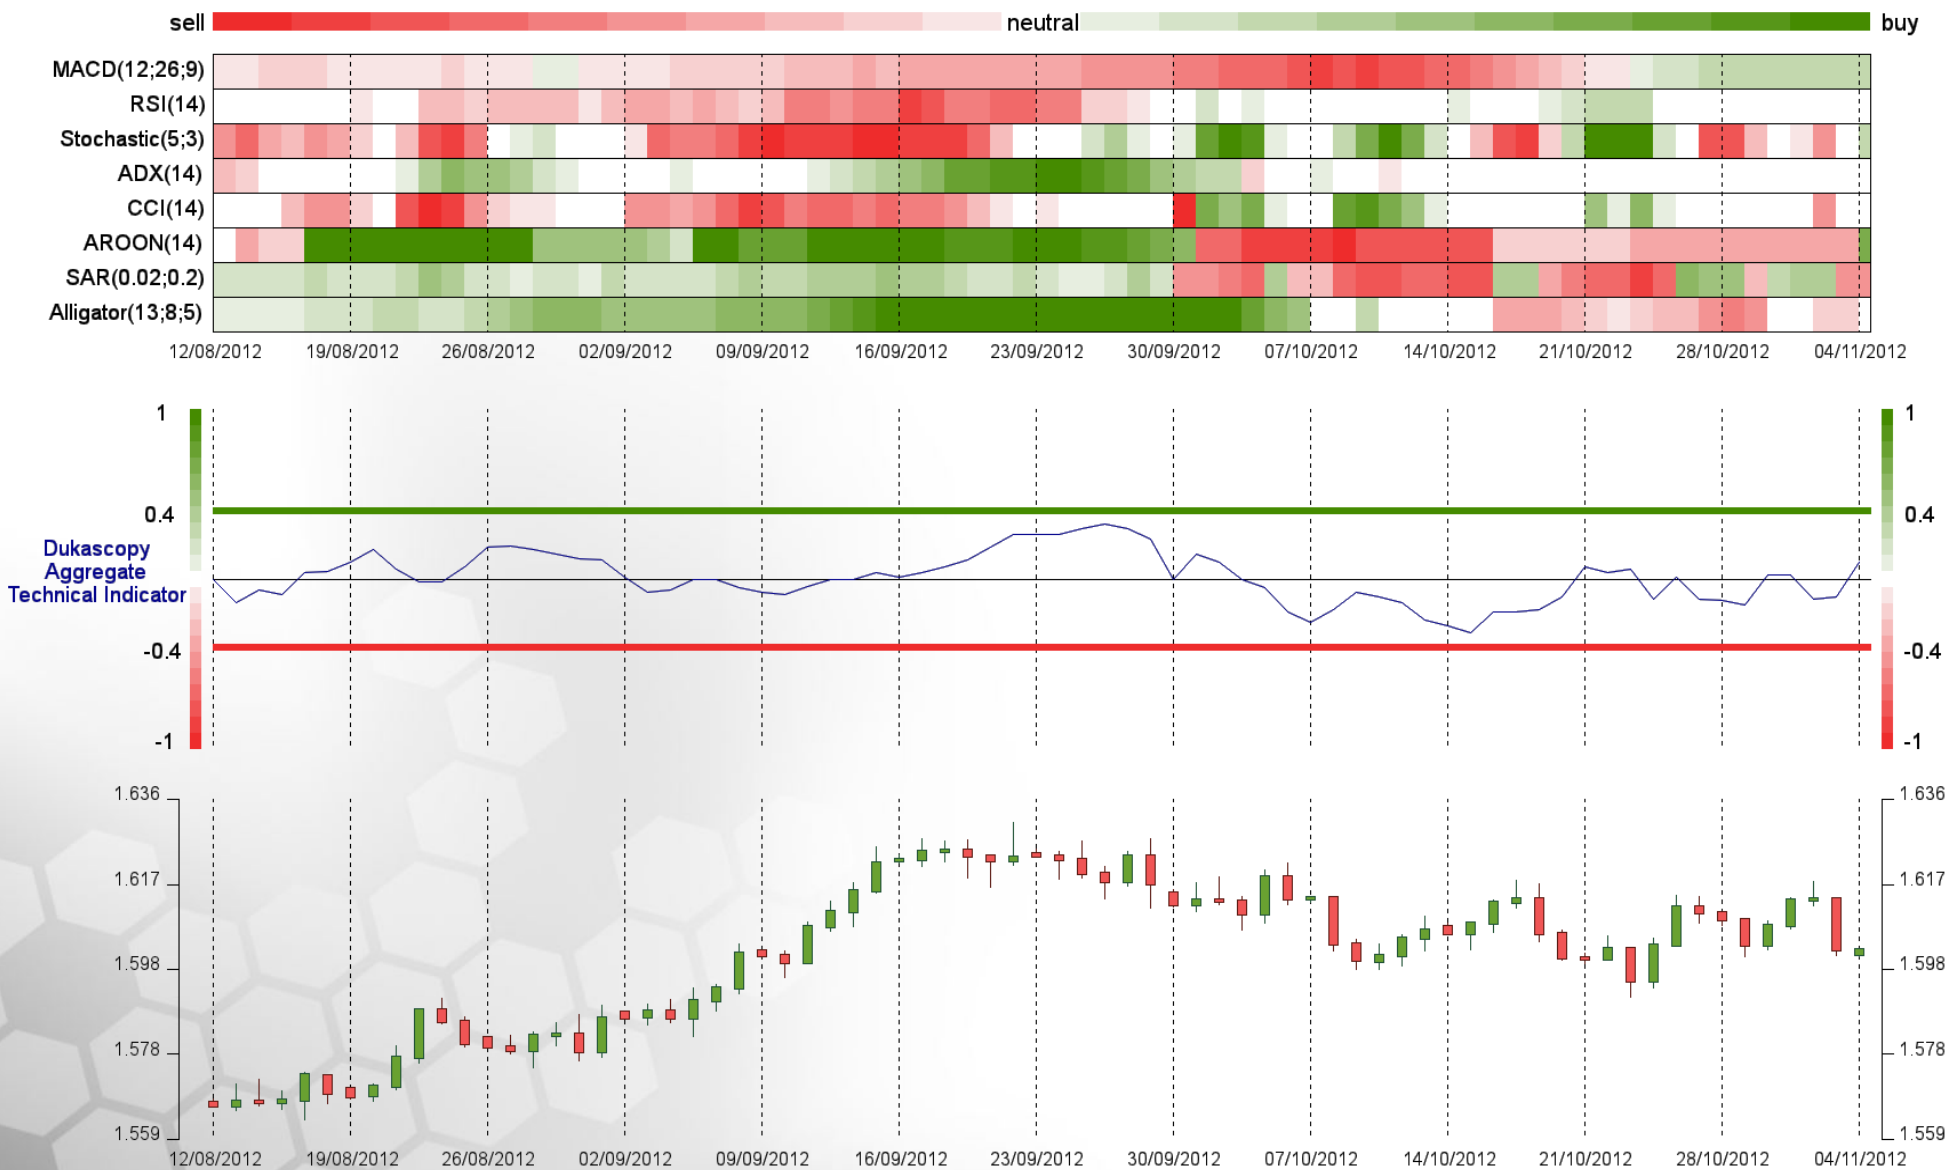 sell neutral buy
MACD(12;26;9)
RSI(14)
Stochastic(5;3)
ADX(14)
CCI(14)
AROON(14)
SAR(0.02;0.2)
Alligator(13;8;5)
12/08/2012 19/08/2012 26/08/2012 02/09/2012 09/09/2012 16/09/2012 23/09/2012 30/09/2012 07/10/2012 14/10/2012 21/10/2012 28/10/2012 04/11/2012
1 1
0.4 0.4
Dukascopy
Aggregate
Technical Indicator
-0.4 -0.4
-1 -1
1.636 1.636
1.617 1.617
1.598 1.598
1.578 1.578
1.559 1.559
12/08/2012 19/08/2012 26/08/2012 02/09/2012 09/09/2012 16/09/2012 23/09/2012 30/09/2012 07/10/2012 14/10/2012 21/10/2012 28/10/2012 04/11/2012